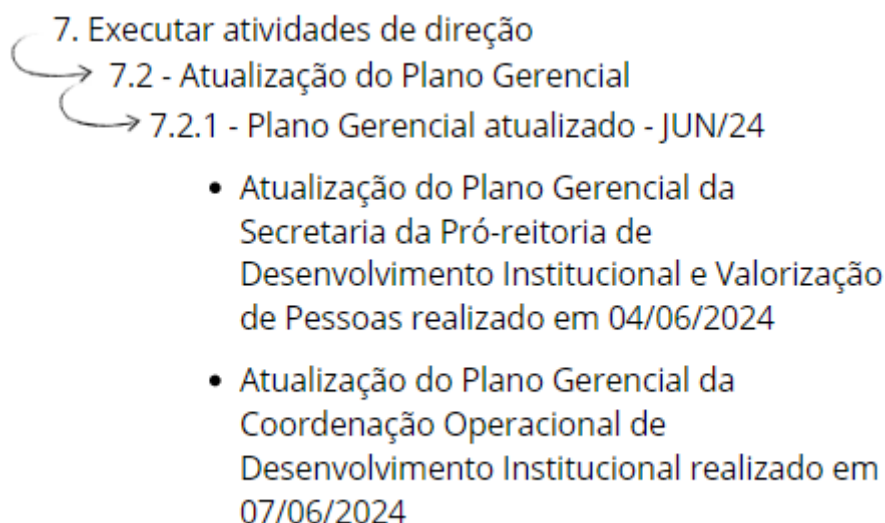 7. Executar atividades de direção
7.2 - Atualização do Plano Gerencial
7.2.1 - Plano Gerencial atualizado - JUN/24
• Atualização do Plano Gerencial da
Secretaria da Pró-reitoria de
Desenvolvimento Institucional e Valorização
de Pessoas realizado em 04/06/2024
• Atualização do Plano Gerencial da
Coordenação Operacional de
Desenvolvimento Institucional realizado em
07/06/2024